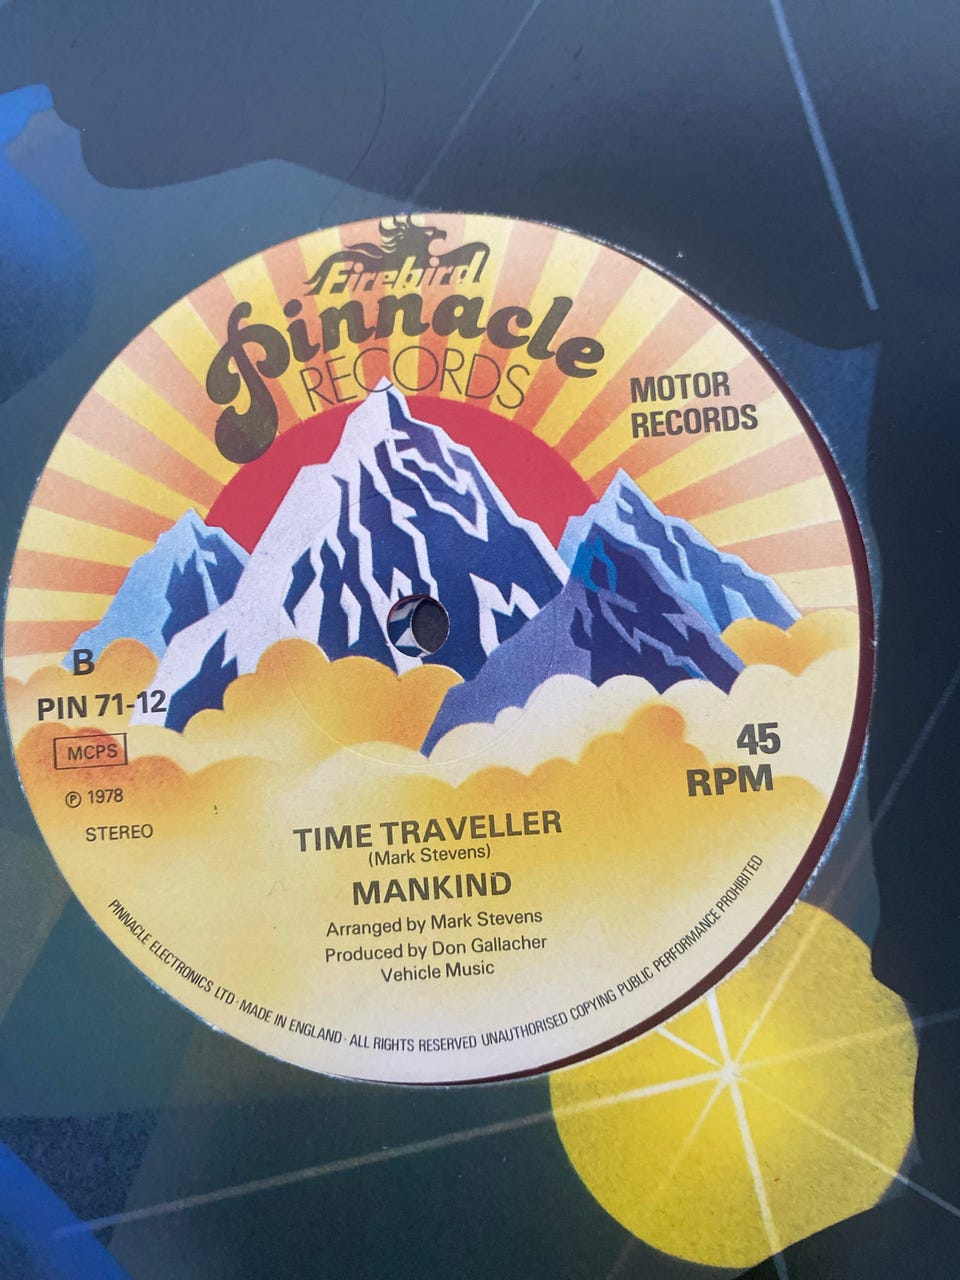 Firebird
Pinnacle
RECORDS
MOTOR
RECORDS
B
PIN 71-12
MCPS
℗ 1978
STEREO
45
RPM
TIME TRAVELLER
(Mark Stevens)
MANKIND
Arranged by Mark Stevens
Produced by Don Gallacher
Vehicle Music
PINNACLE ELECTRONICS LTD · MADE IN ENGLAND · ALL RIGHTS RESERVED UNAUTHORISED COPYING PUBLIC PERFORMANCE PROHIBITED